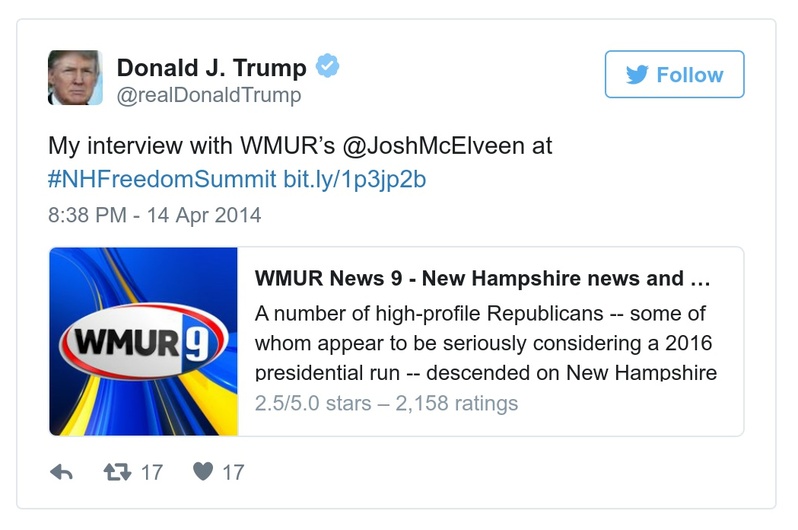 Donald J. Trump
@realDonaldTrump
Follow
My interview with WMUR’s @JoshMcElveen at
#NHFreedomSummit bit.ly/1p3jp2b
8:38 PM - 14 Apr 2014
WMUR 9
WMUR News 9 - New Hampshire news and …
A number of high-profile Republicans -- some of
whom appear to be seriously considering a 2016
presidential run -- descended on New Hampshire
2.5/5.0 stars – 2,158 ratings
17 17